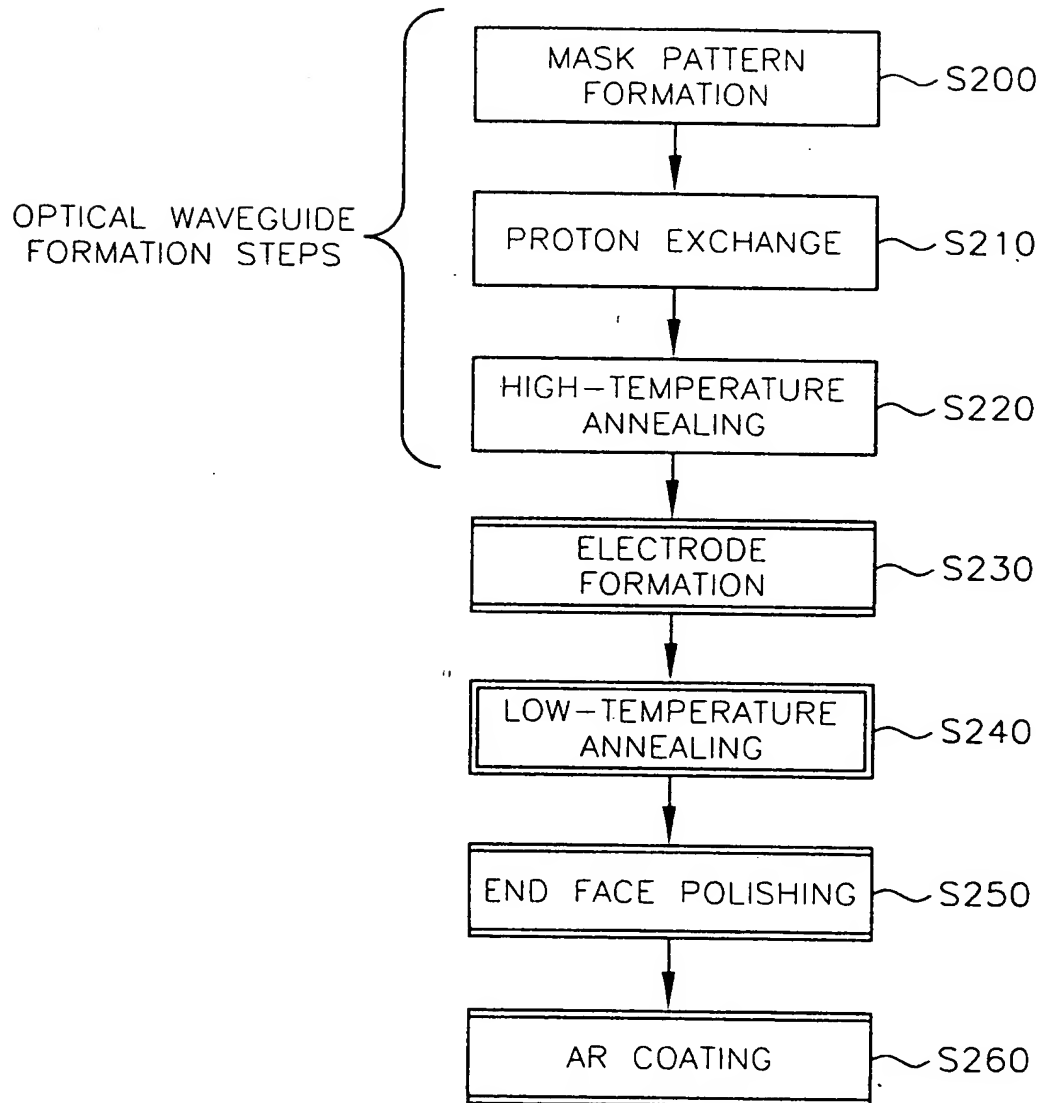 MASK PATTERN
FORMATION
S200
OPTICAL WAVEGUIDE
FORMATION STEPS
PROTON EXCHANGE
S210
HIGH-TEMPERATURE
ANNEALING
S220
ELECTRODE
FORMATION
S230
LOW-TEMPERATURE
ANNEALING
S240
END FACE POLISHING
S250
AR COATING
S260